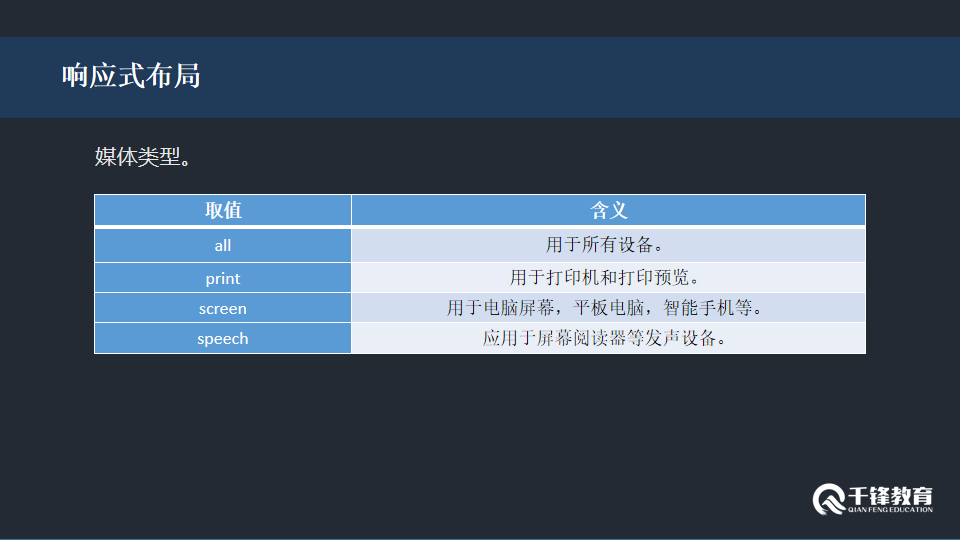 响应式布局
媒体类型。
取值 含义
all 用于所有设备。
print 用于打印机和打印预览。
screen 用于电脑屏幕，平板电脑，智能手机等。
speech 应用于屏幕阅读器等发声设备。
千锋教育
QIAN FENG EDUCATION